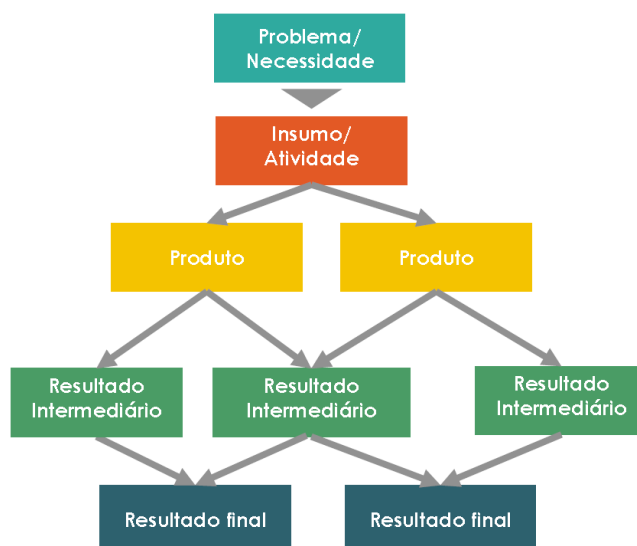 Problema/
Necessidade
Insumo/
Atividade
Produto
Produto
Resultado
Intermediário
Resultado
Intermediário
Resultado
Intermediário
Resultado final
Resultado final